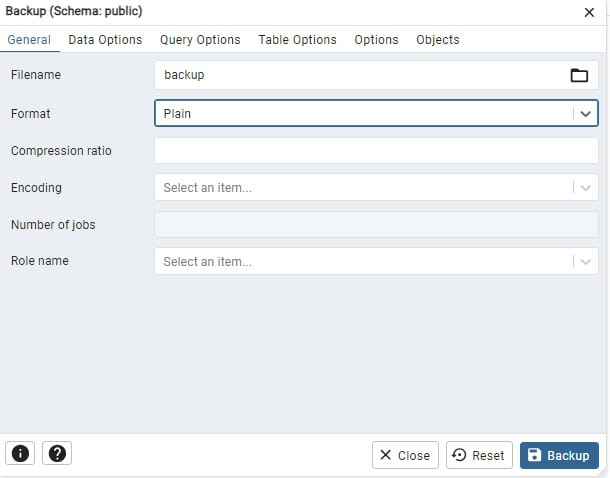 Backup (Schema: public)
General Data Options Query Options Table Options Options Objects
Filename backup
Format Plain
Compression ratio
Encoding Select an item...
Number of jobs
Role name Select an item...
Close Reset Backup